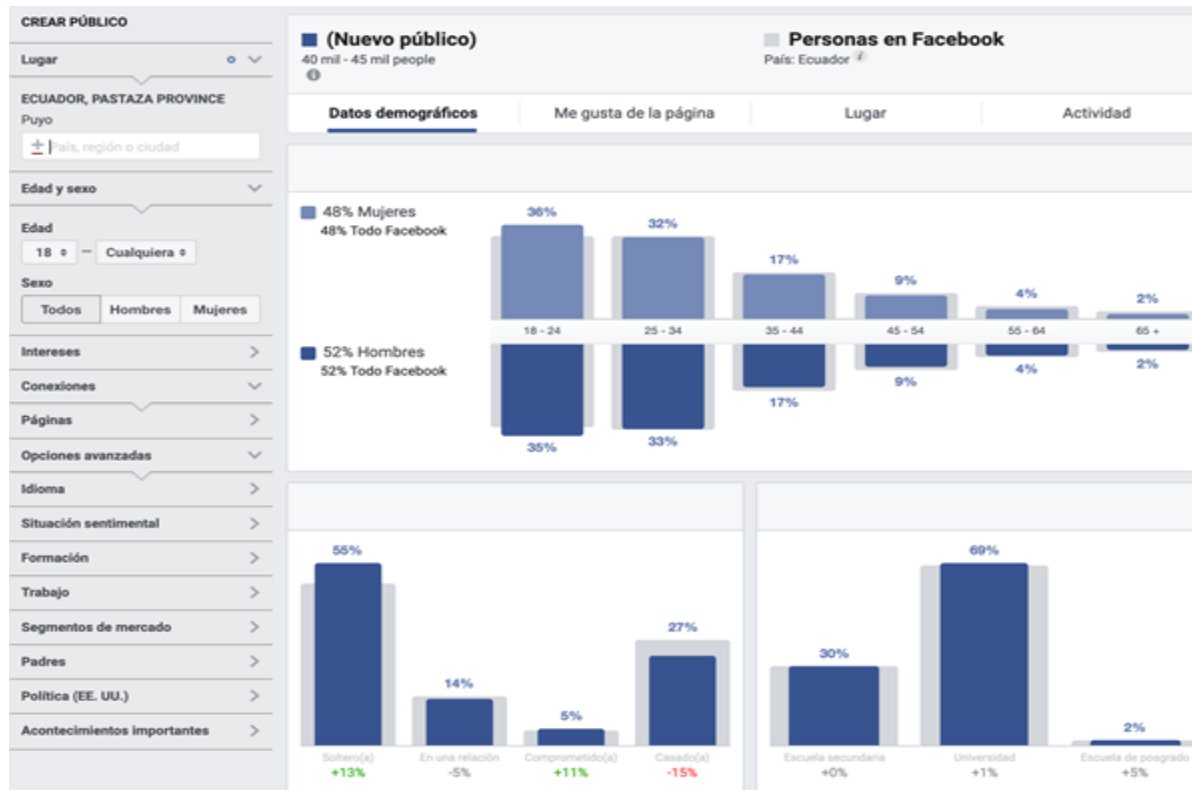 CREAR PÚBLICO
Lugar
ECUADOR, PASTAZA PROVINCE
Puyo
País, región o ciudad
Edad y sexo
Edad
18 – Cualquiera
Sexo
Todos Hombres Mujeres
Intereses
Conexiones
Páginas
Opciones avanzadas
Idioma
Situación sentimental
Formación
Trabajo
Segmentos de mercado
Padres
Política (EE. UU.)
Acontecimientos importantes
(Nuevo público)
40 mil - 45 mil people
Personas en Facebook
País: Ecuador
Datos demográficos Me gusta de la página Lugar Actividad
48% Mujeres
48% Todo Facebook
36% 32% 17% 9% 4% 2%
18 - 24 25 - 34 35 - 44 45 - 54 55 - 64 65 +
52% Hombres
52% Todo Facebook
35% 33% 17% 9% 4% 2%
55% 14% 5% 27%
Soltero(a) En una relación Comprometido(a) Casado(a)
+13% -5% +11% -15%
30% 69% 2%
Escuela secundaria Universidad Escuela de posgrado
+0% +1% +5%